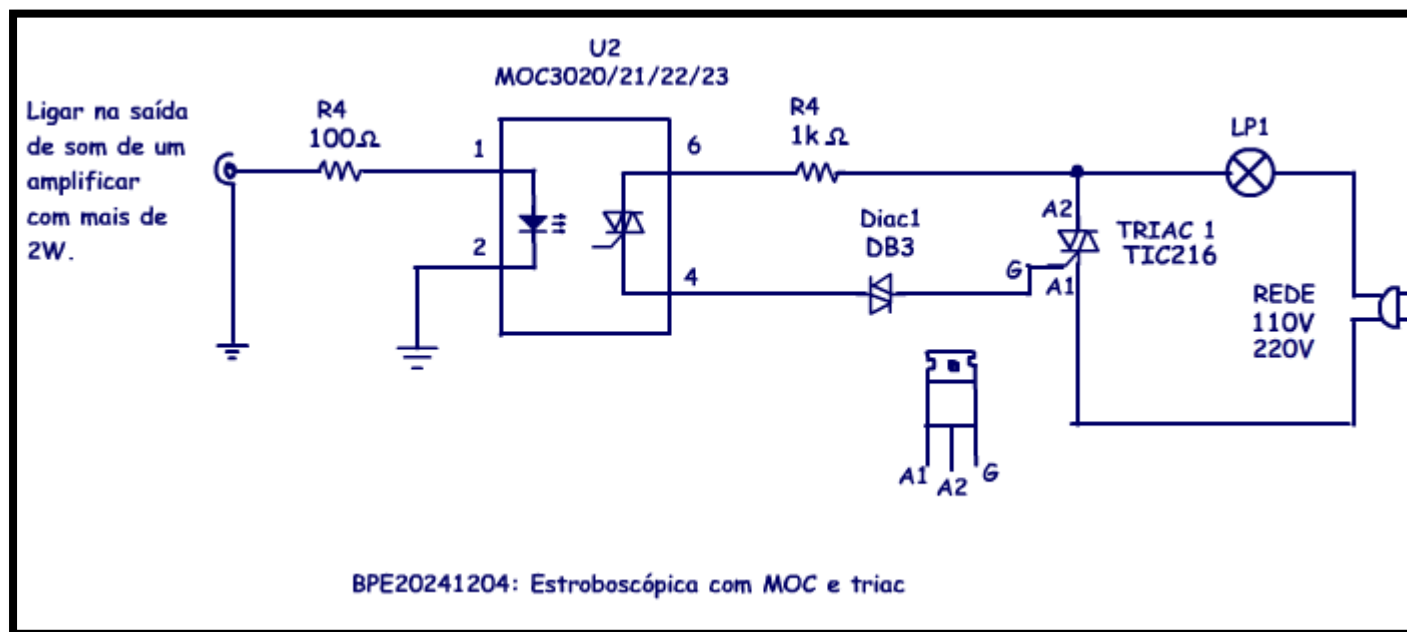 U2
MOC3020/21/22/23
Ligar na saída
de som de um
amplificar
com mais de
2W.
R4
100Ω
1
2
6
4
R4
1k Ω
Diac1
DB3
G
A2
A1
TRIAC 1
TIC216
LP1
REDE
110V
220V
A1
A2
G
BPE20241204: Estroboscópica com MOC e triac